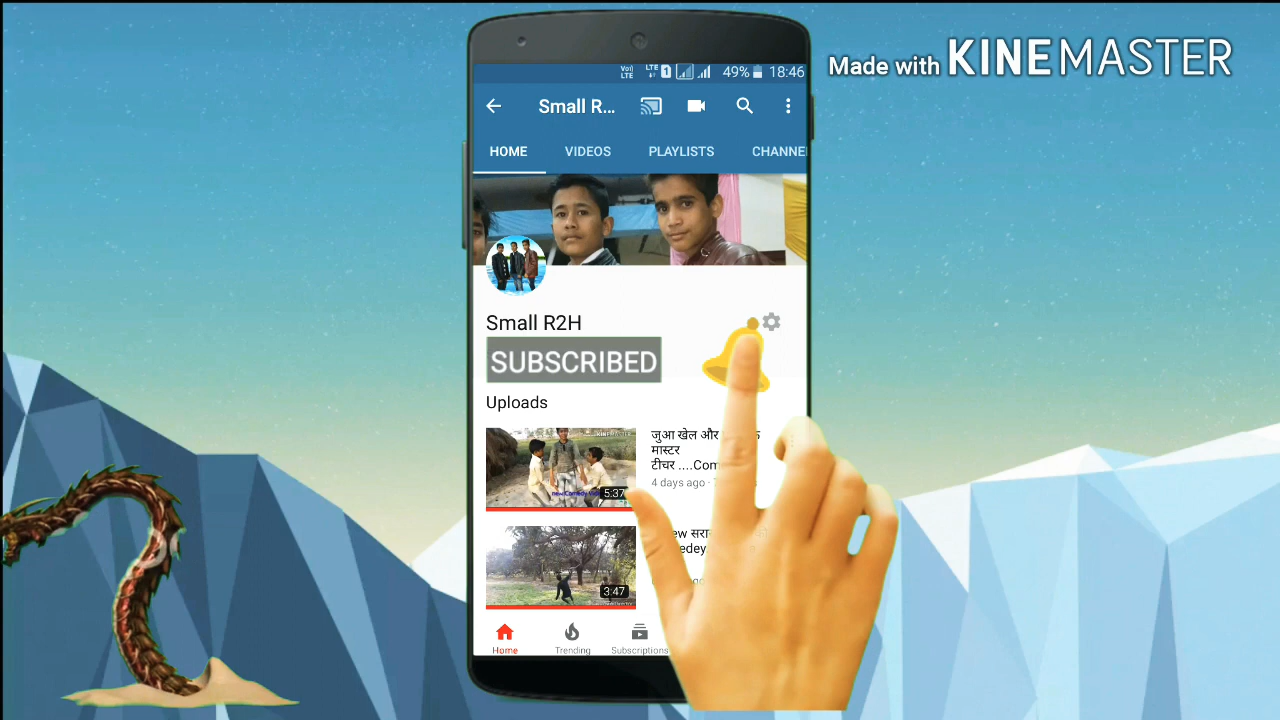 Made with KINEMASTER
Vo)) LTE LTE 1 49% 18:46
Small R...
HOME VIDEOS PLAYLISTS CHANNE
Small R2H
SUBSCRIBED
Uploads
जुआ खेल और
मास्टर
टीचर ....Com
4 days ago
5:37
सरा
3:47
Home Trending Subscriptions